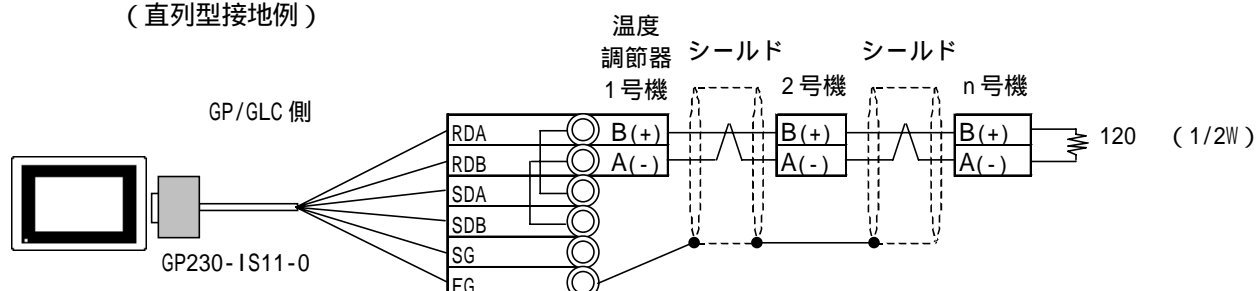 (直列型接地例)
温度
調節器
1号機
シールド
2号機
シールド
n号機
GP/GLC側
RDA
RDB
SDA
SDB
SG
FG
B(+)
A(-)
B(+)
A(-)
B(+)
A(-)
120 (1/2W)
GP230-IS11-0